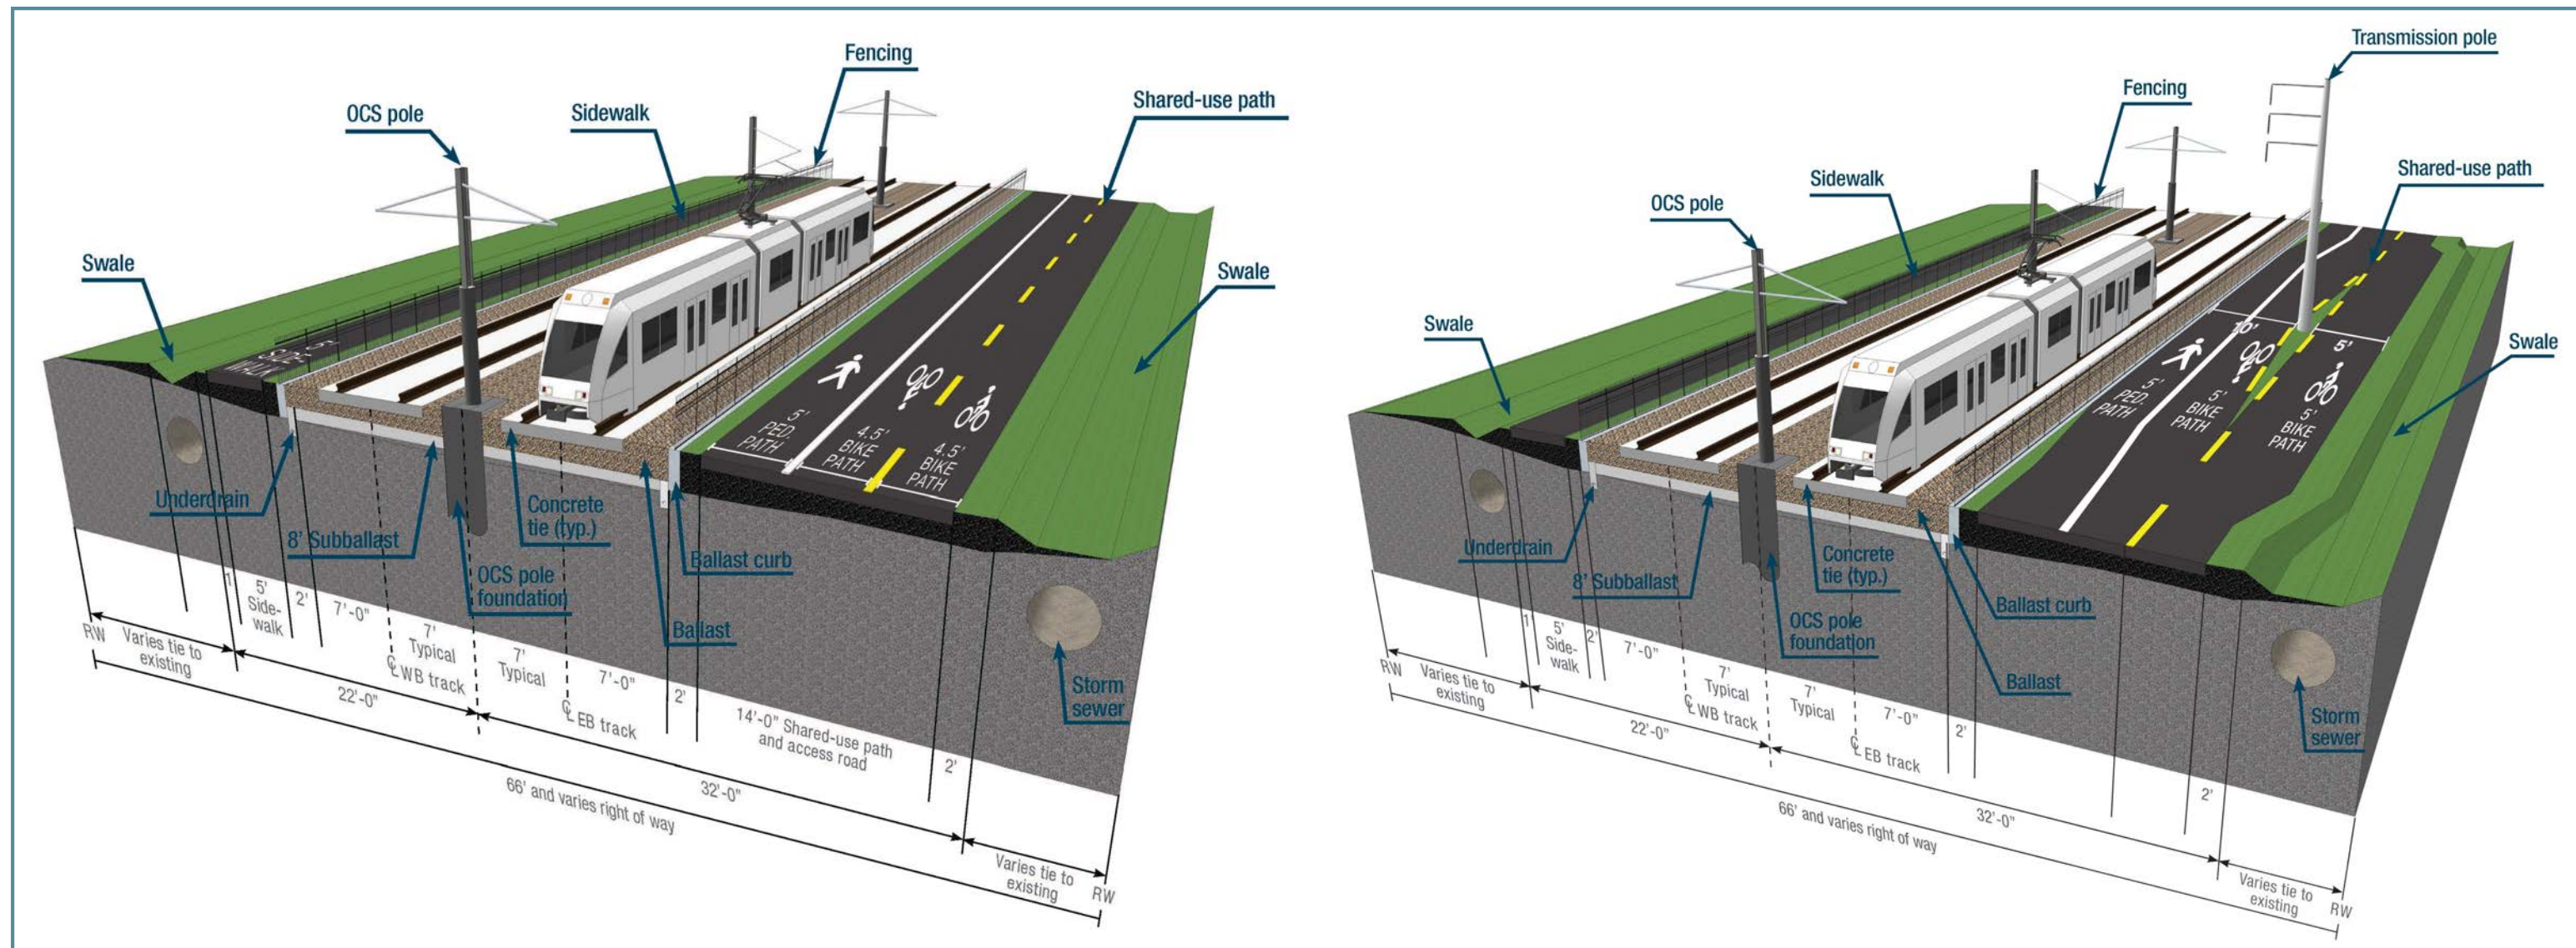 Fencing
OCS pole
Sidewalk
Shared-use path
Swale
Swale
5'
SIDE-
WALK
5'
PED.
PATH
4.5'
BIKE
PATH
4.5'
BIKE
PATH
Underdrain
8' Subballast
Concrete
tie (typ.)
OCS pole
foundation
Ballast curb
Ballast
Storm
sewer
1'
5'
Side-
walk
2'
7'-0"
7'
Typical
℄ WB track
7'
Typical
7'-0"
℄ EB track
2'
14'-0" Shared-use path
and access road
2'
RW
Varies tie to
existing
22'-0"
32'-0"
Varies tie to
existing
RW
66' and varies right of way
Transmission pole
Fencing
Shared-use path
Sidewalk
OCS pole
Swale
Swale
10'
5'
5'
PED.
PATH
5'
BIKE
PATH
5'
BIKE
PATH
Underdrain
8' Subballast
Concrete
tie (typ.)
OCS pole
foundation
Ballast curb
Ballast
Storm
sewer
1'
5'
Side-
walk
2'
7'-0"
7'
Typical
℄ WB track
7'
Typical
7'-0"
℄ EB track
2'
2'
RW
Varies tie to
existing
22'-0"
32'-0"
Varies tie to
existing
RW
66' and varies right of way